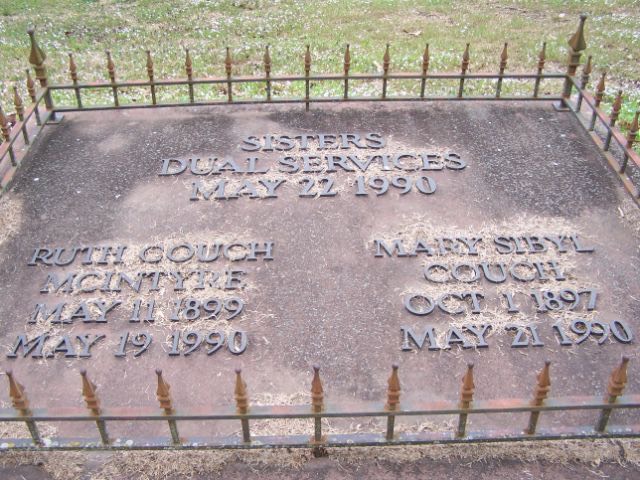 SISTERS
DUAL SERVICES
MAY 22 1990
RUTH COUCH
MCINTYRE
MAY 11 1899
MAY 19 1990
MARY SIBYL
COUCH
OCT 1 1897
MAY 21 1990